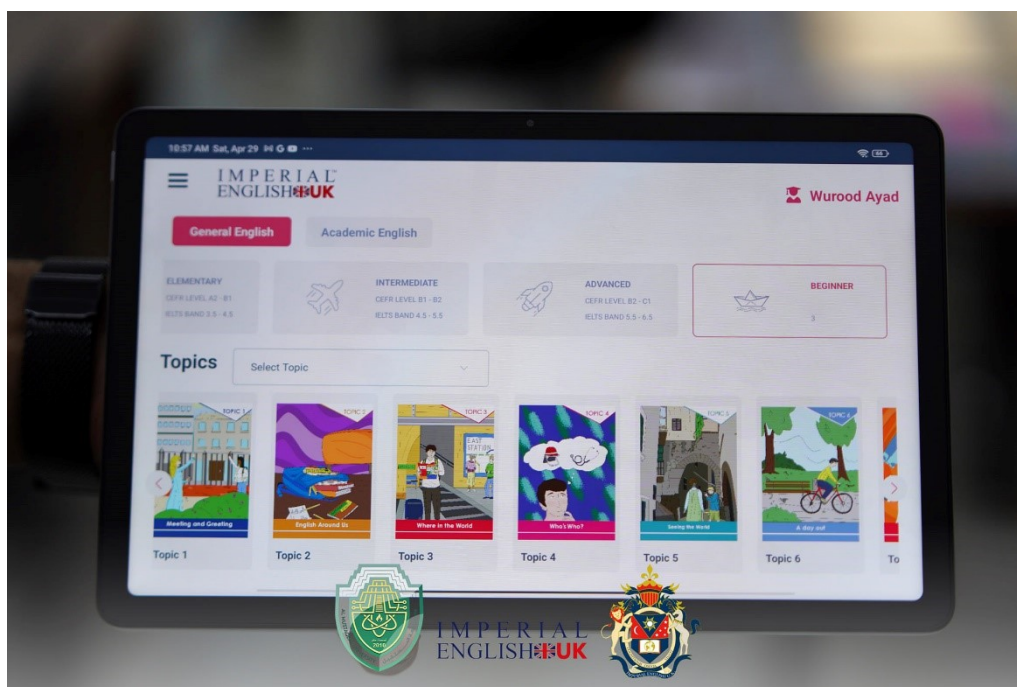 10:57 AM Sat, Apr 29
IMPERIAL
ENGLISH UK
Wurood Ayad
General English
Academic English
ELEMENTARY
CEFR LEVEL A2 - B1
IELTS BAND 3.5 - 4.5
INTERMEDIATE
CEFR LEVEL B1 - B2
IELTS BAND 4.5 - 5.5
ADVANCED
CEFR LEVEL B2 - C1
IELTS BAND 5.5 - 6.5
BEGINNER
3
Topics
Select Topic
TOPIC 1
Meeting and Greeting
Topic 1
TOPIC 2
English Around Us
Topic 2
TOPIC 3
EAST
STATION
Where in the World
Topic 3
TOPIC 4
Who's Who?
Topic 4
TOPIC 5
Seeing the World
Topic 5
TOPIC 6
A day out
Topic 6
To
2010
IMPERIAL
ENGLISH UK